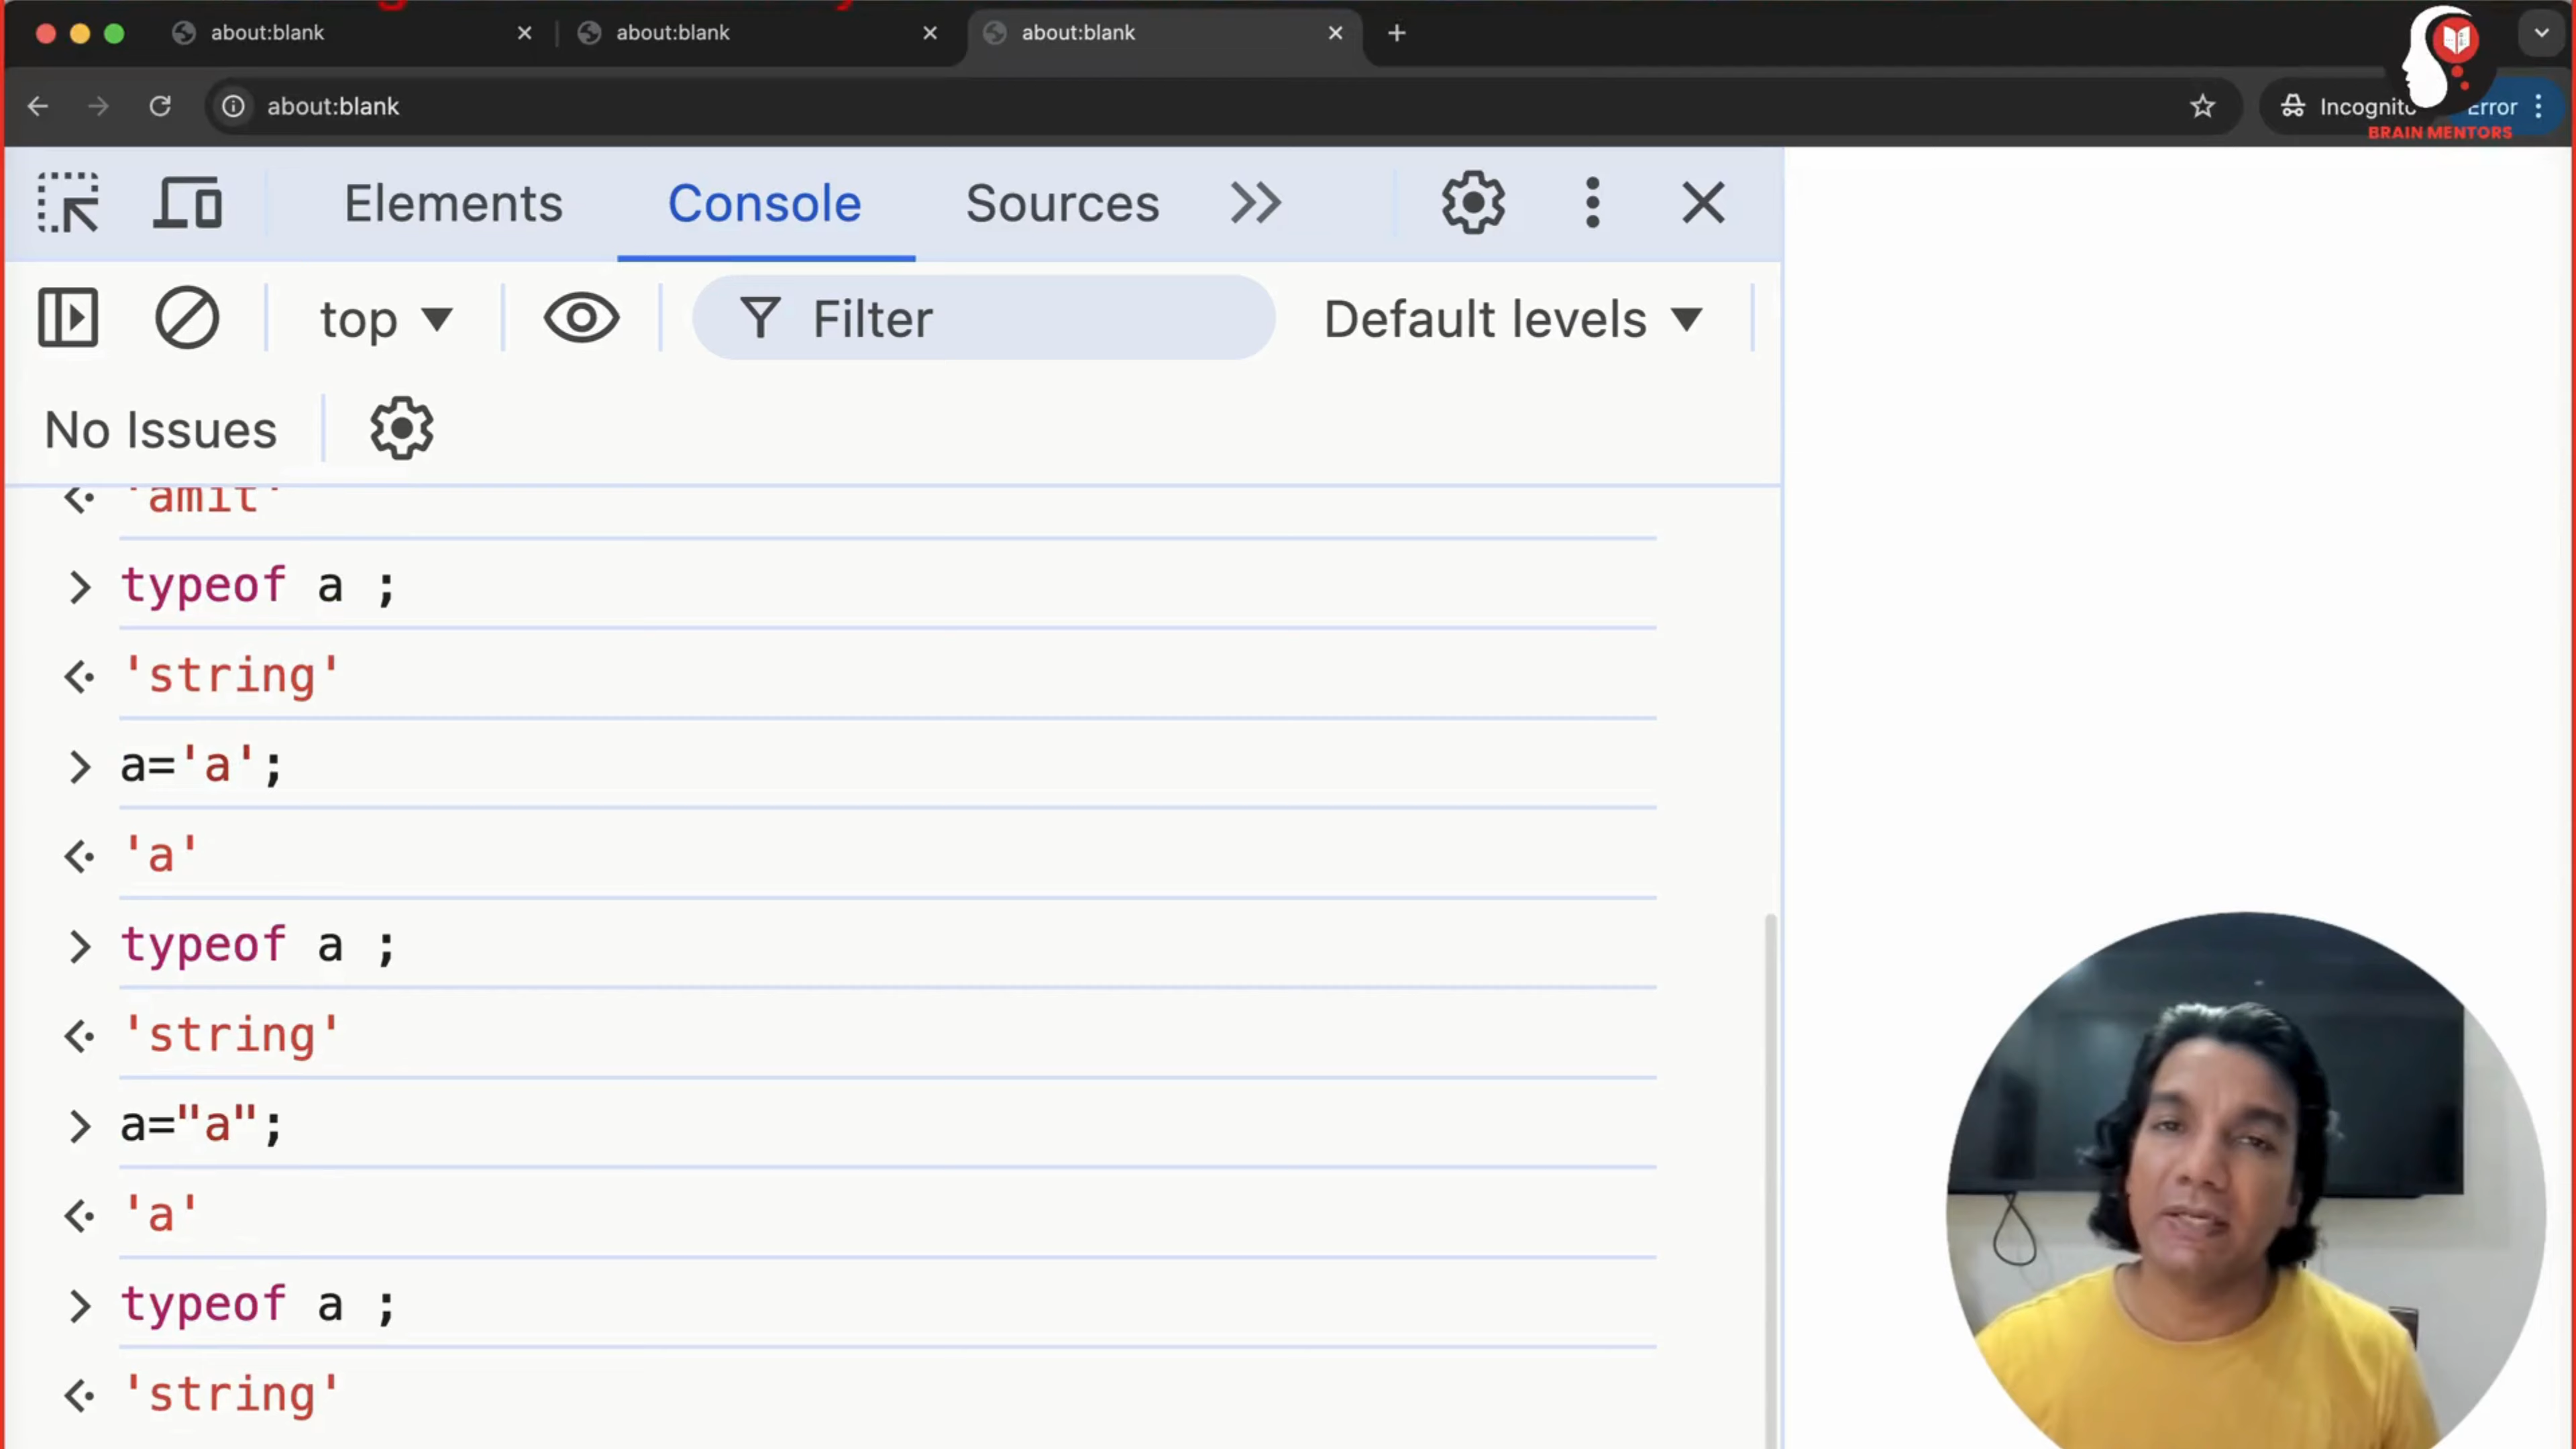 about:blank
about:blank
about:blank
about:blank
Incognito
Error
BRAIN MENTORS
Elements
Console
Sources
top
Filter
Default levels
No Issues
'amit'
typeof a ;
'string'
a='a';
'a'
typeof a ;
'string'
a="a";
'a'
typeof a ;
'string'